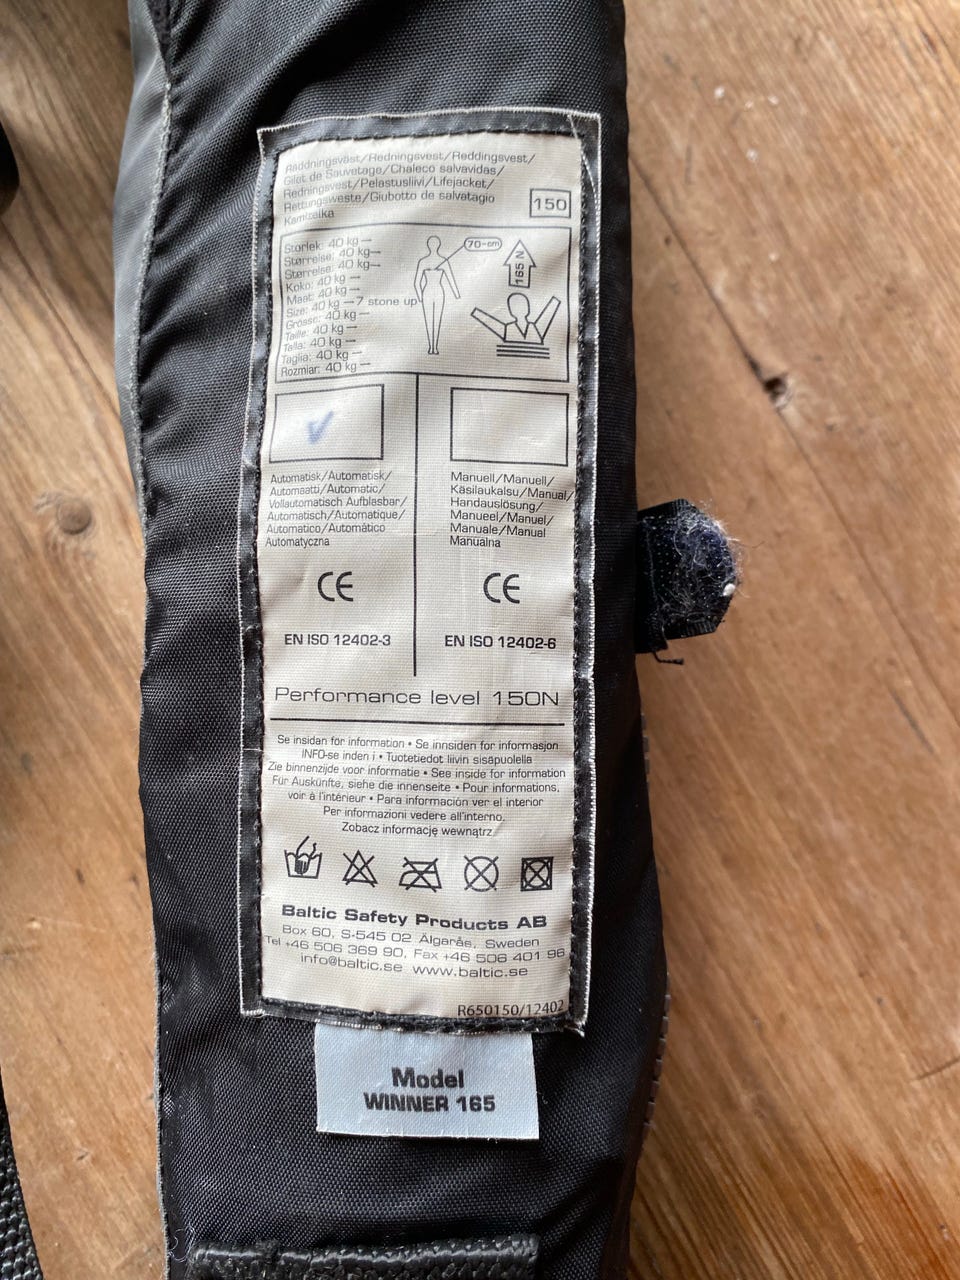 Räddningsväst/Redningsvest/Reddingsvest/
Gilet de Sauvetage/Chaleco salvavidas/
Redningsvest/Pelastusliivi/Lifejacket/
Rettungsweste/Giubotto de salvatagio
Kamizelka
150
Storlek: 40 kg –
Størrelse: 40 kg –
Størrelse: 40 kg –
Koko: 40 kg –
Maat: 40 kg –
Size: 40 kg – 7 stone up
Grösse: 40 kg –
Taille: 40 kg –
Talla: 40 kg –
Taglia: 40 kg –
Rozmiar: 40 kg –
70-cm
165 N
✓
Automatisk/Automatisk/
Automaatti/Automatic/
Vollautomatisch Aufblasbar/
Automatisch/Automatique/
Automatico/Automático
Automatyczna
Manuell/Manuell/
Käsilaukalsu/Manual/
Handauslösung/
Manueel/Manuel/
Manuale/Manual
Manualna
CE
CE
EN ISO 12402-3
EN ISO 12402-6
Performance level 150N
Se insidan för information • Se innsiden for informasjon
INFO-se inden i • Tuotetiedot liivin sisäpuolella
Zie binnenzijde voor informatie • See inside for information
Für Auskünfte, siehe die innenseite • Pour informations,
voir à l'intérieur • Para información ver el interior
Per informazioni vedere all'interno.
Zobacz informację wewnątrz
Baltic Safety Products AB
Box 60, S-545 02 Älgarås, Sweden
Tel +46 506 369 90, Fax +46 506 401 96
info@baltic.se www.baltic.se
R650150/12402
Model
WINNER 165